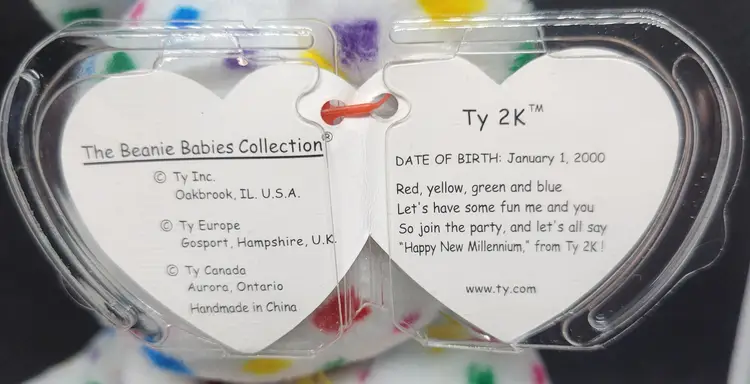 The Beanie Babies Collection®
© Ty Inc.
Oakbrook, IL. U.S.A.
© Ty Europe
Gosport, Hampshire, U.K.
© Ty Canada
Aurora, Ontario
Handmade in China
Ty 2K™
DATE OF BIRTH: January 1, 2000
Red, yellow, green and blue
Let's have some fun me and you
So join the party, and let's all say
"Happy New Millennium," from Ty 2K!
www.ty.com